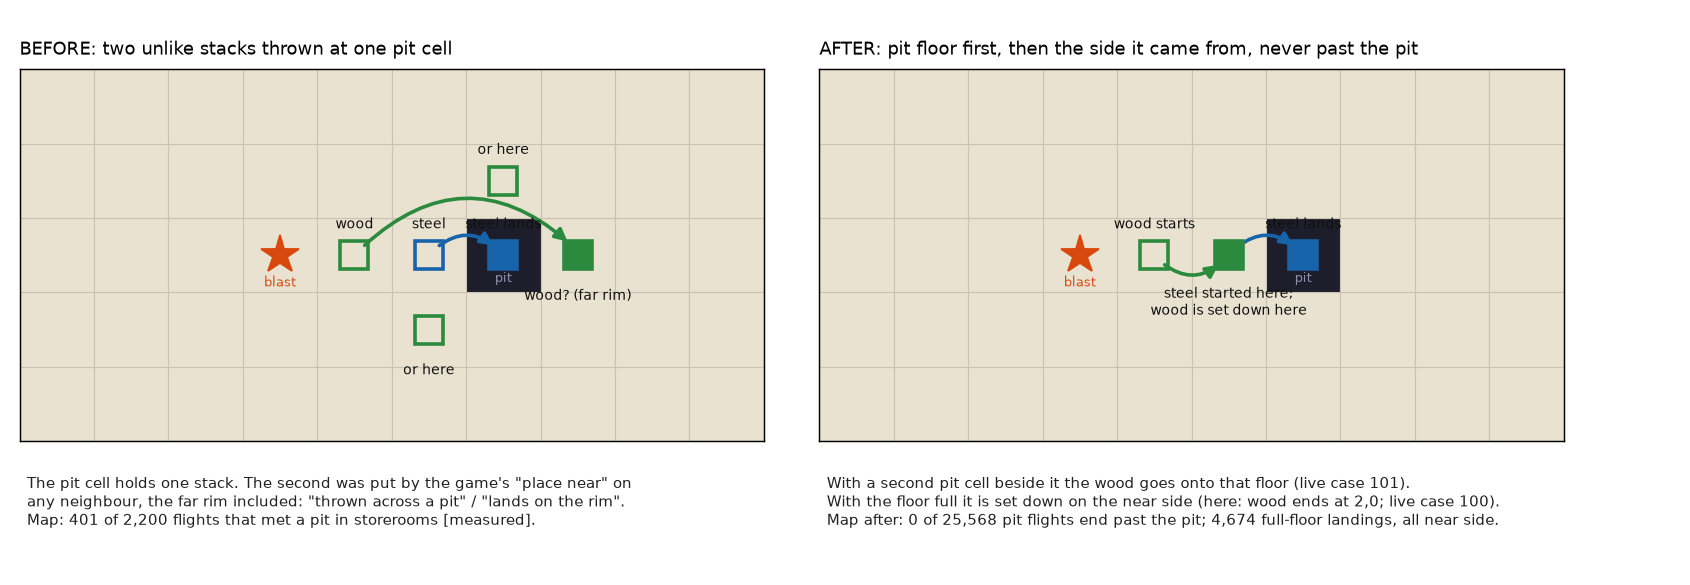 BEFORE: two unlike stacks thrown at one pit cell
or here
wood
steel
steel lands
blast
pit
wood? (far rim)
or here
The pit cell holds one stack. The second was put by the game's "place near" on
any neighbour, the far rim included: "thrown across a pit" / "lands on the rim".
Map: 401 of 2,200 flights that met a pit in storerooms [measured].
AFTER: pit floor first, then the side it came from, never past the pit
wood starts
steel lands
blast
pit
steel started here;
wood is set down here
With a second pit cell beside it the wood goes onto that floor (live case 101).
With the floor full it is set down on the near side (here: wood ends at 2,0; live case 100).
Map after: 0 of 25,568 pit flights end past the pit; 4,674 full-floor landings, all near side.